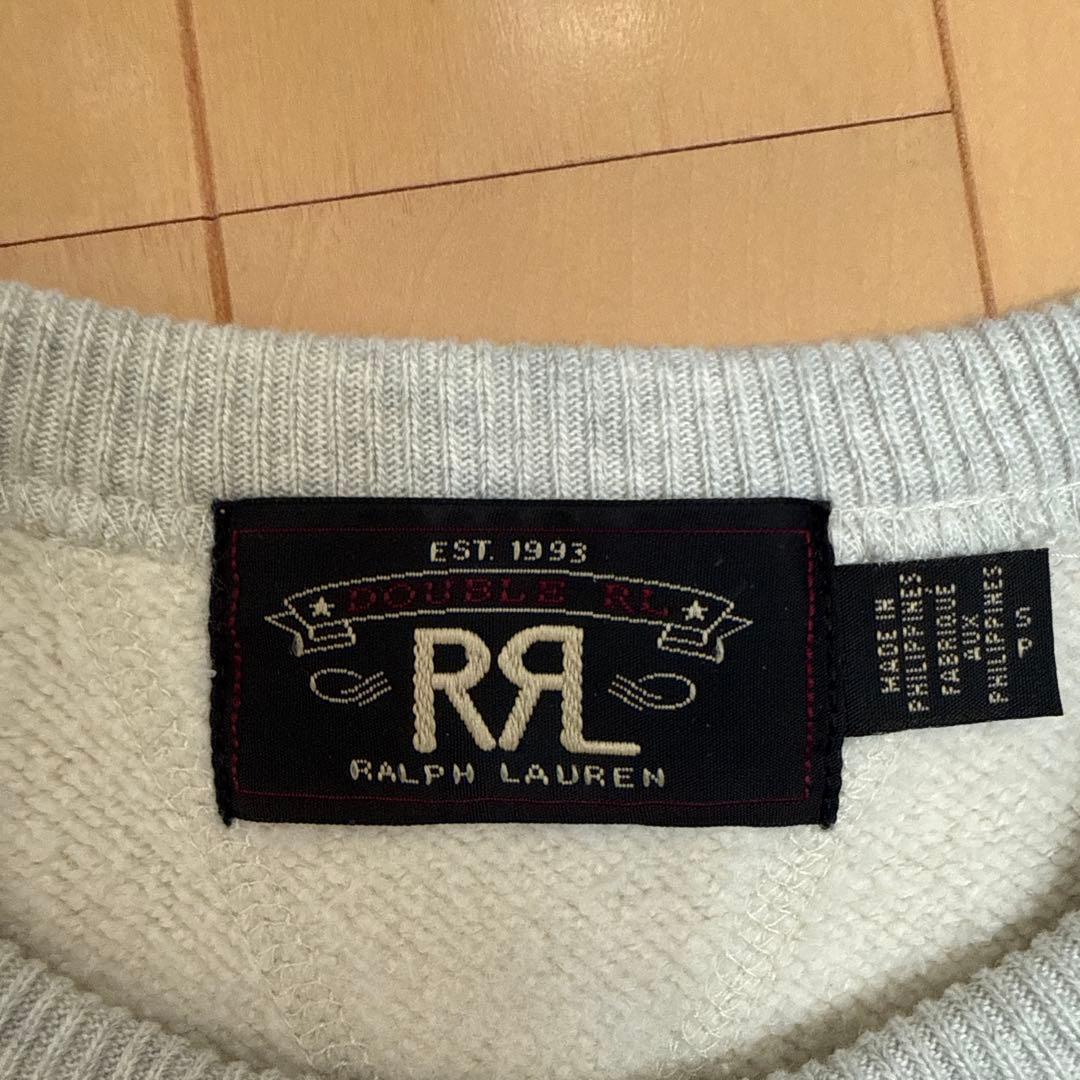 EST. 1993
DOUBLE RL
RRL
RALPH LAUREN
MADE IN
PHILIPPINES
FABRIQUE
AUX
PHILIPPINES
S
P